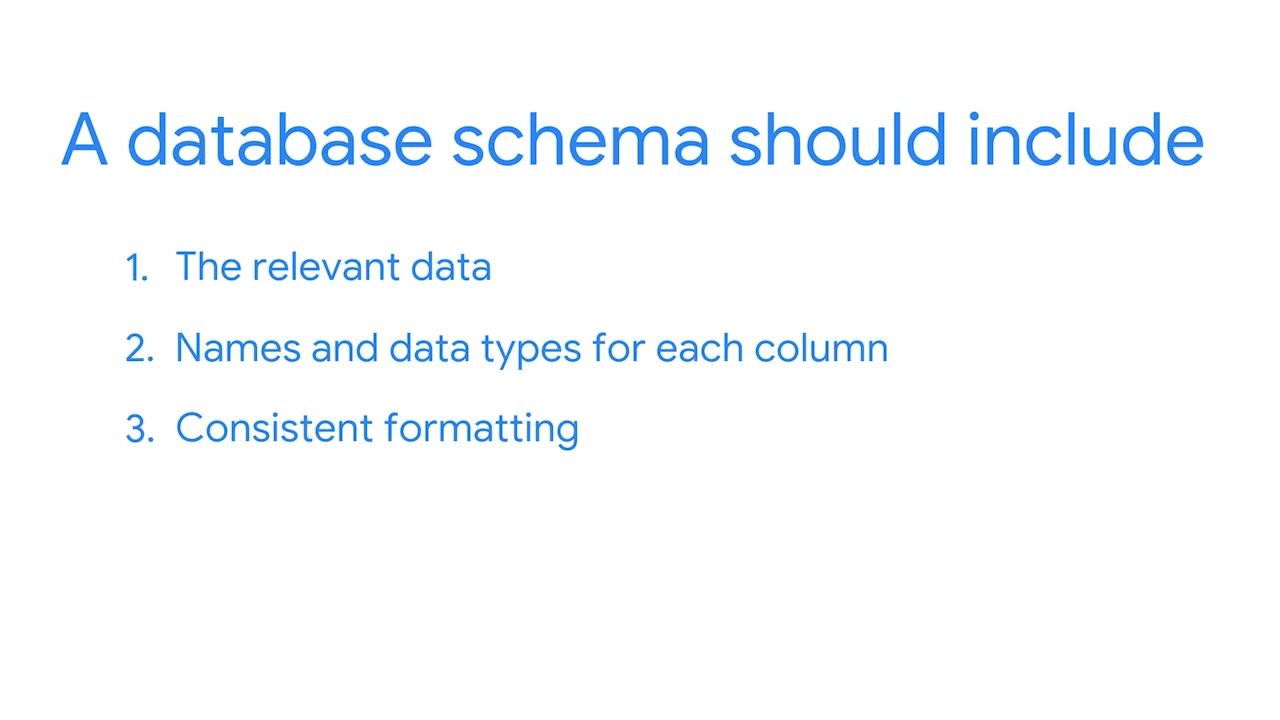 A database schema should include
1. The relevant data
2. Names and data types for each column
3. Consistent formatting